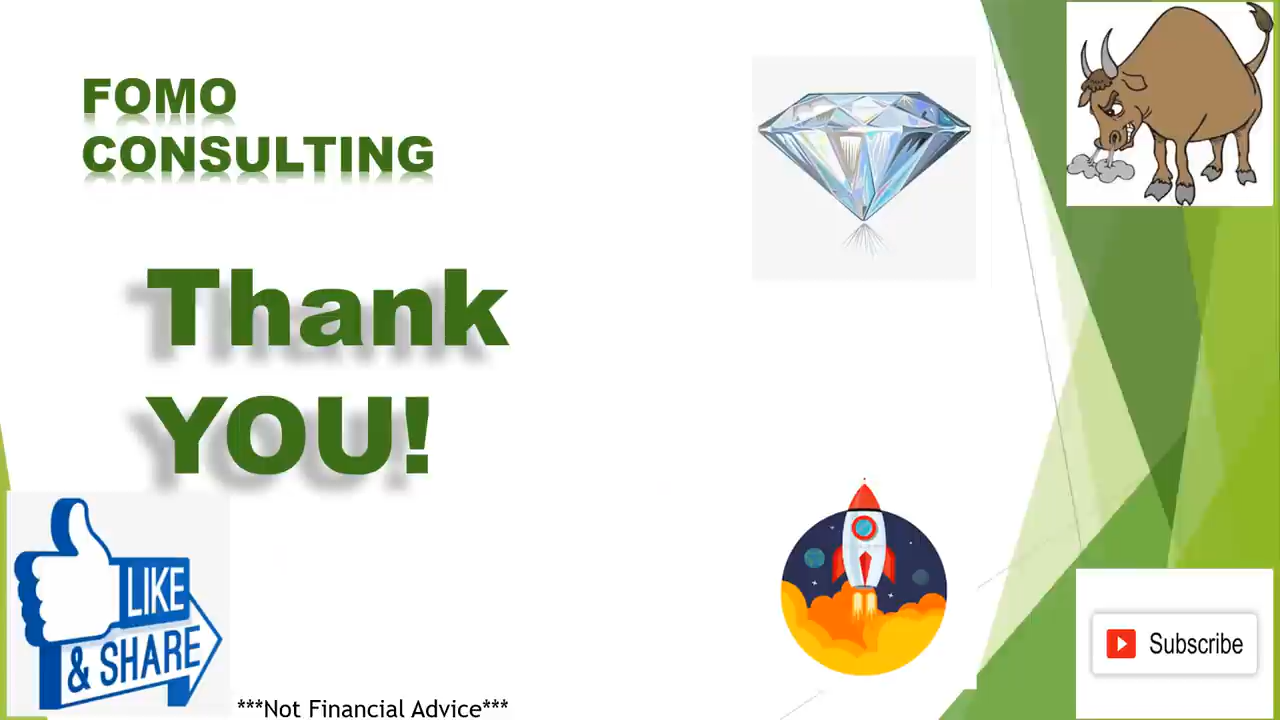 FOMO
CONSULTING
Thank
YOU!
LIKE
& SHARE
Subscribe
***Not Financial Advice***